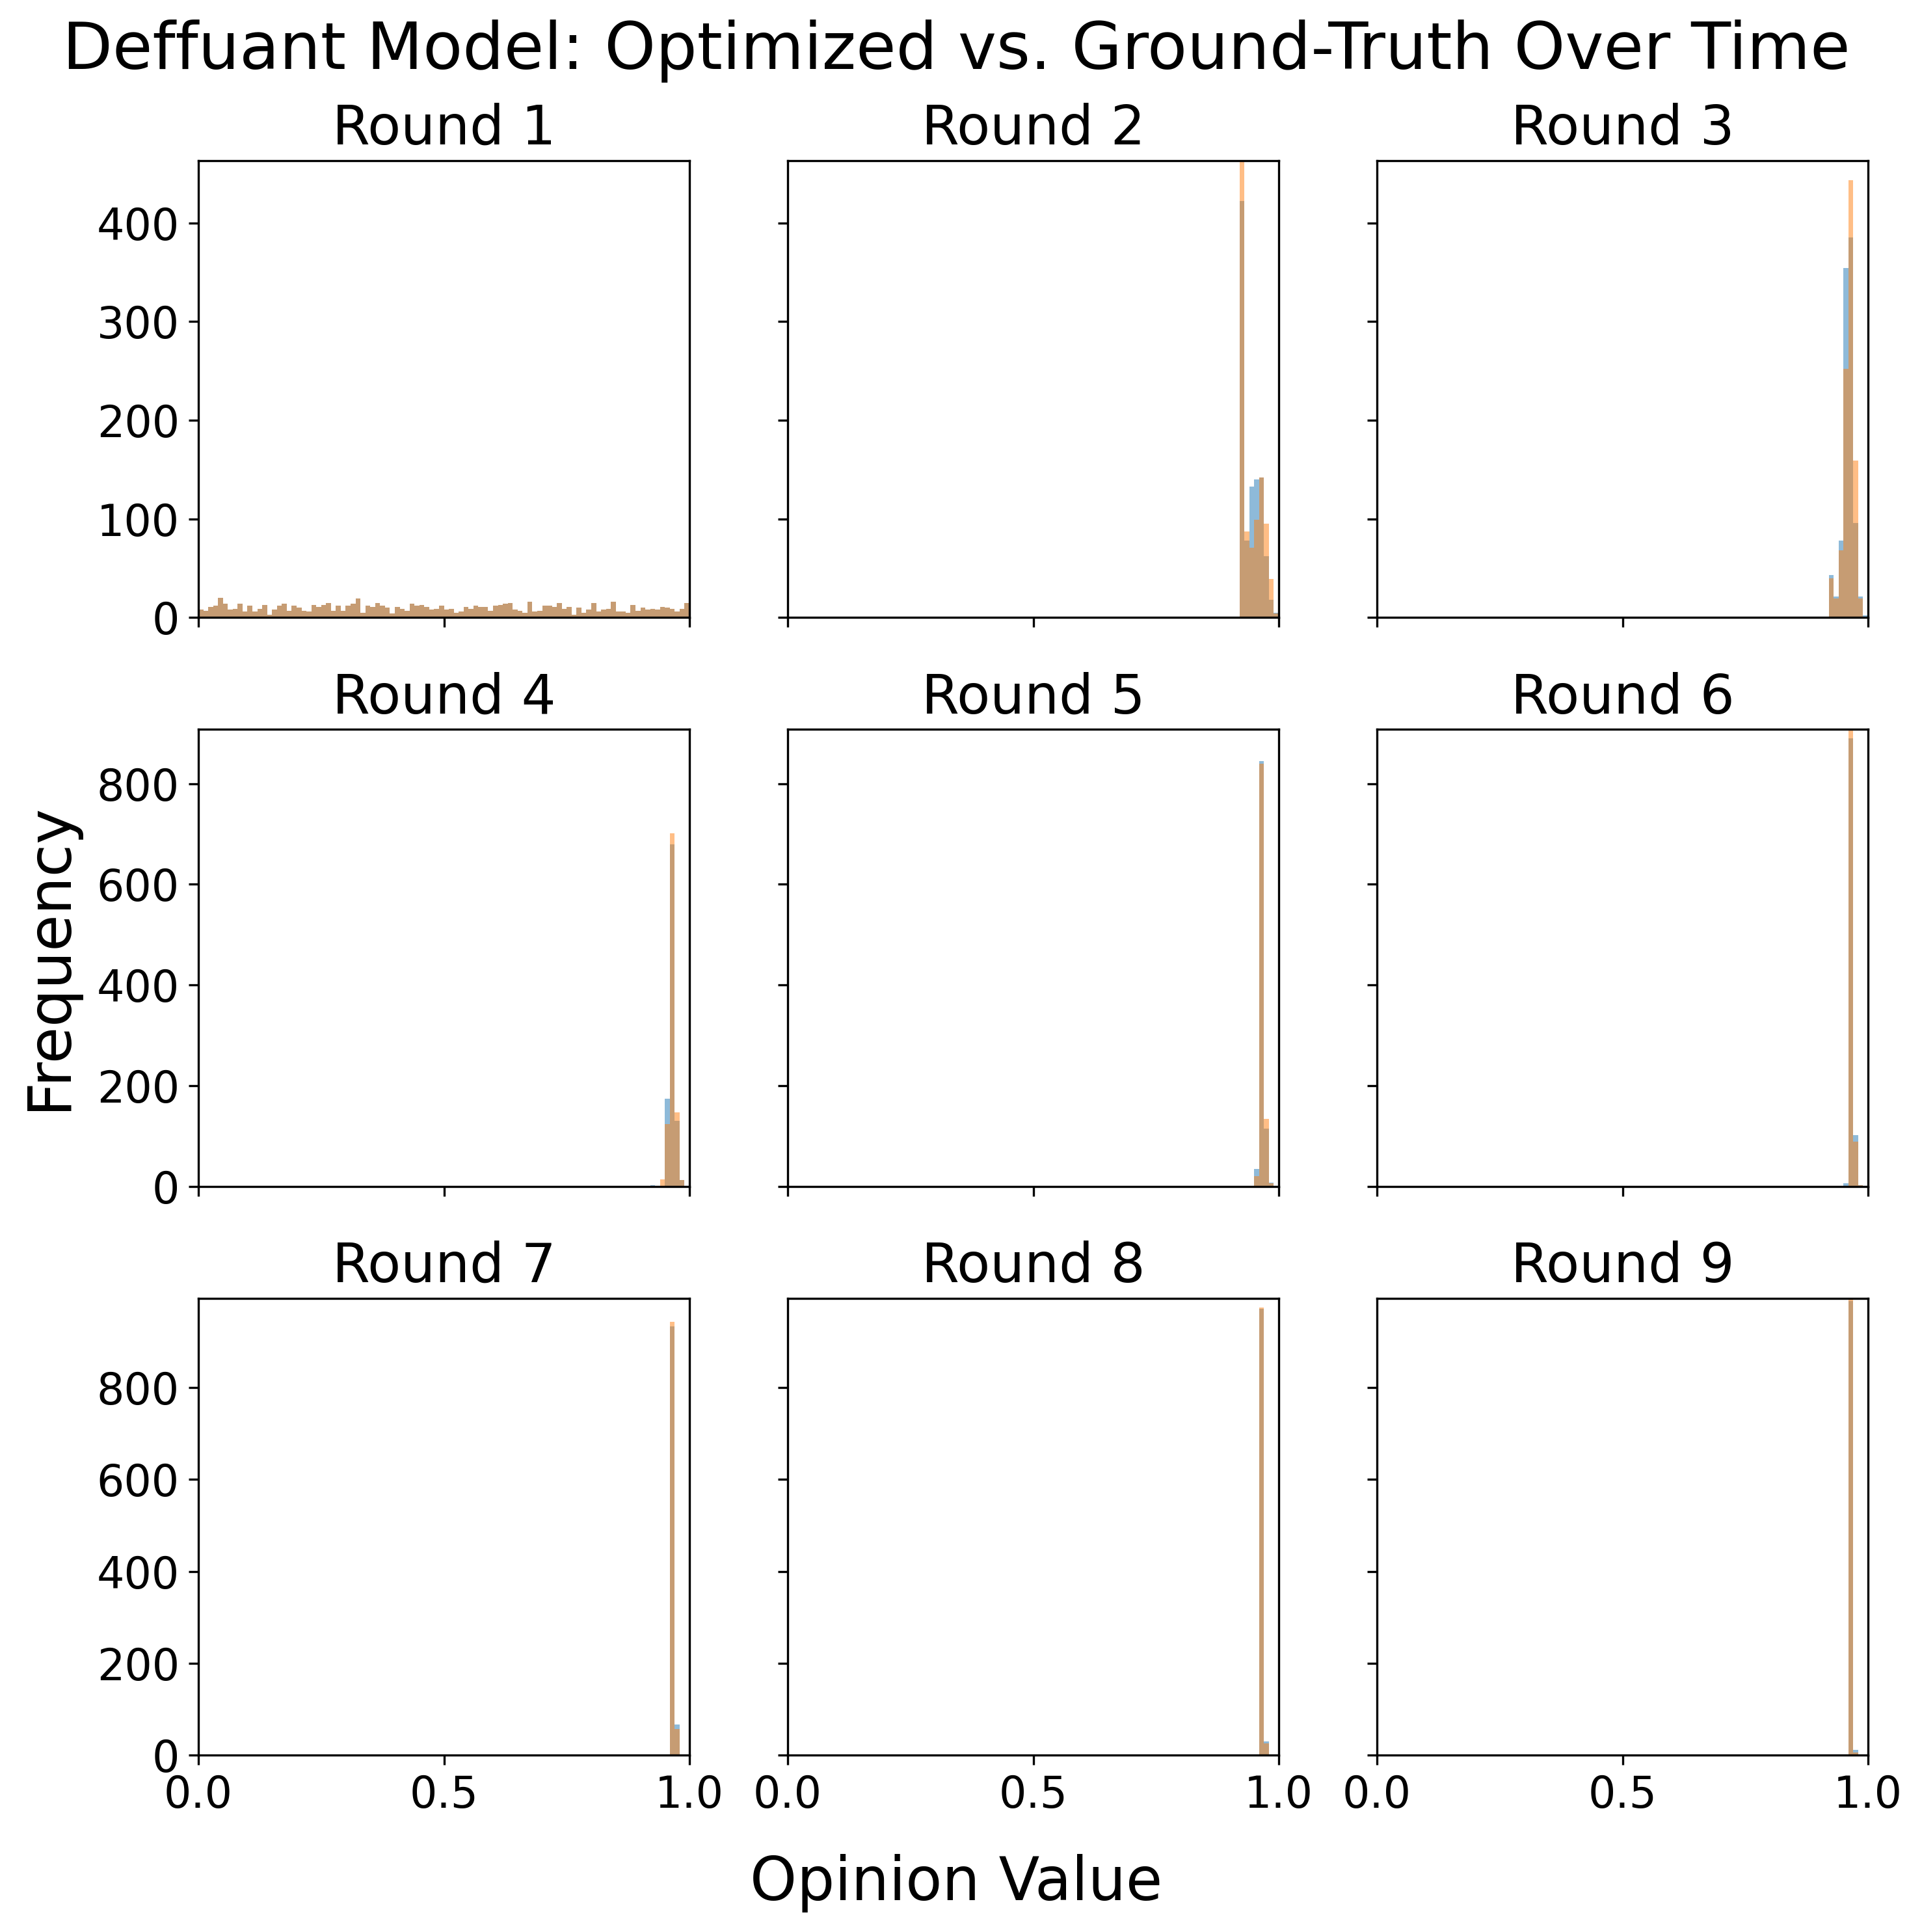 Deffuant Model: Optimized vs. Ground-Truth Over Time
Round 1
Round 2
Round 3
400
300
200
100
0
Round 4
Round 5
Round 6
800
600
400
200
0
Round 7
Round 8
Round 9
800
600
400
200
0
0.0 0.5 1.0
0.0 0.5 1.0
0.0 0.5 1.0
Frequency
Opinion Value